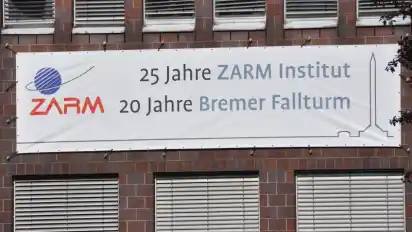 ZARM
25 Jahre ZARM Institut
20 Jahre Bremer Fallturm